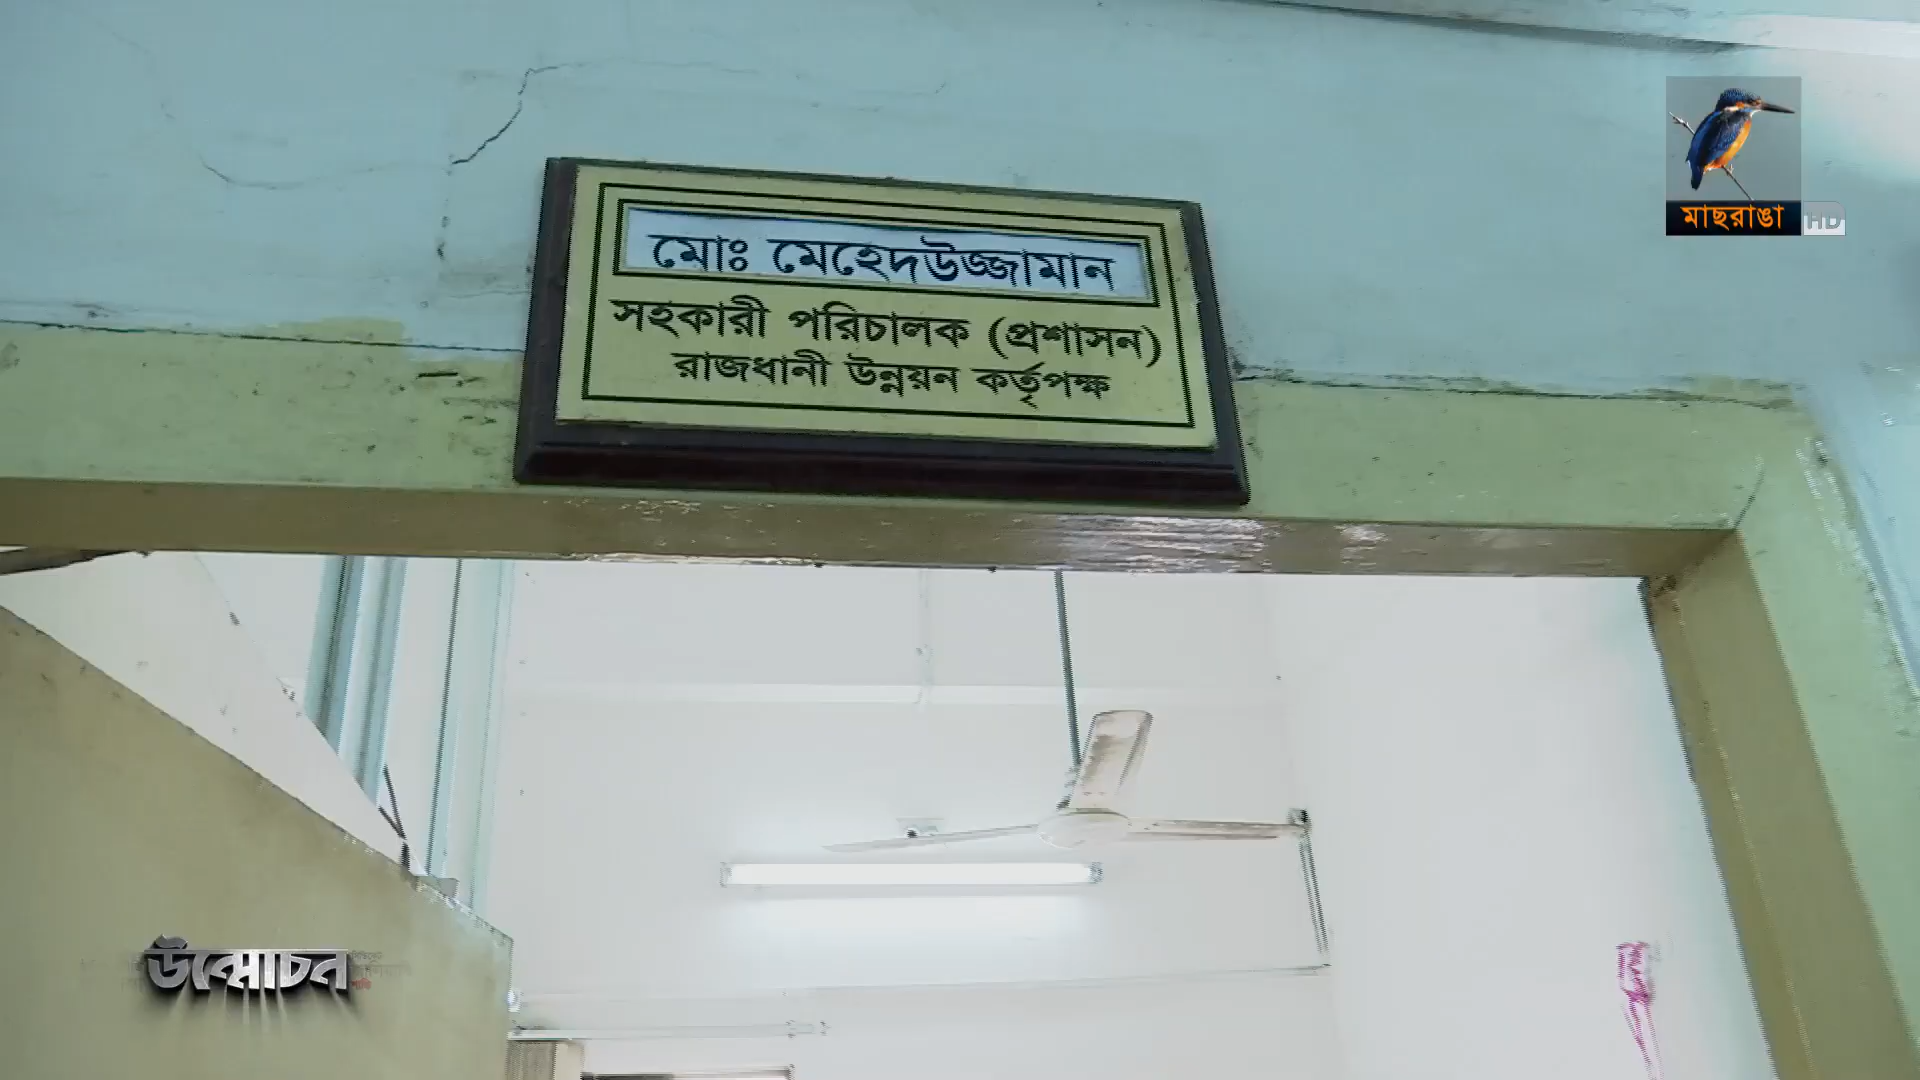 মাছরাঙা HD
মোঃ মেহেদউজ্জামান
সহকারী পরিচালক (প্রশাসন)
রাজধানী উন্নয়ন কর্তৃপক্ষ
উন্মোচন